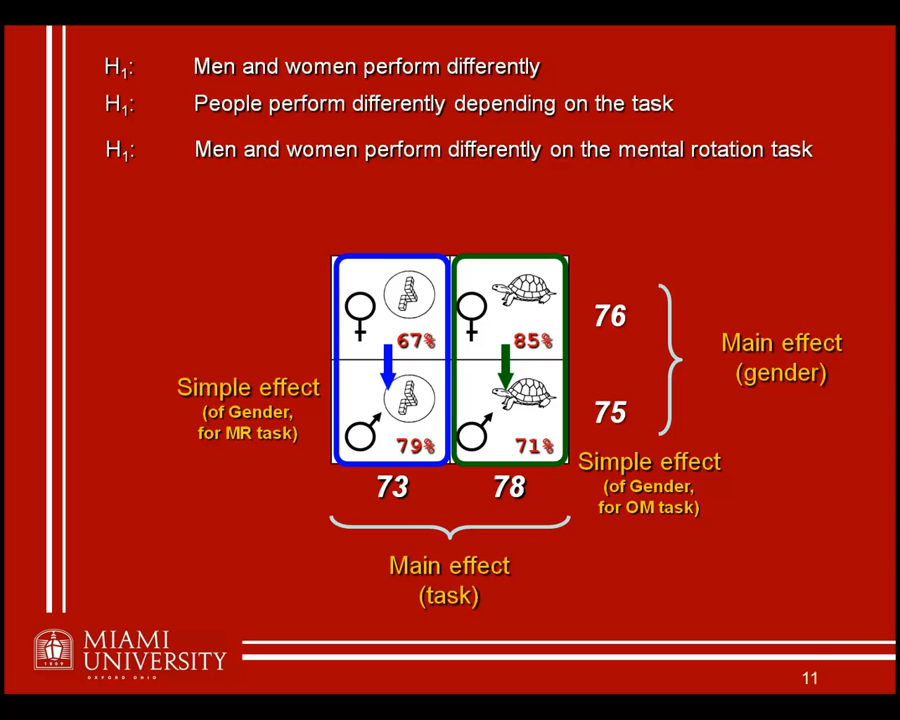 H1: Men and women perform differently
H1: People perform differently depending on the task
H1: Men and women perform differently on the mental rotation task
67% 85%
76
Main effect
(gender)
Simple effect
(of Gender,
for MR task)
79% 71%
75
73 78
Simple effect
(of Gender,
for OM task)
Main effect
(task)
1809
MIAMI
UNIVERSITY
OXFORD OHIO
11